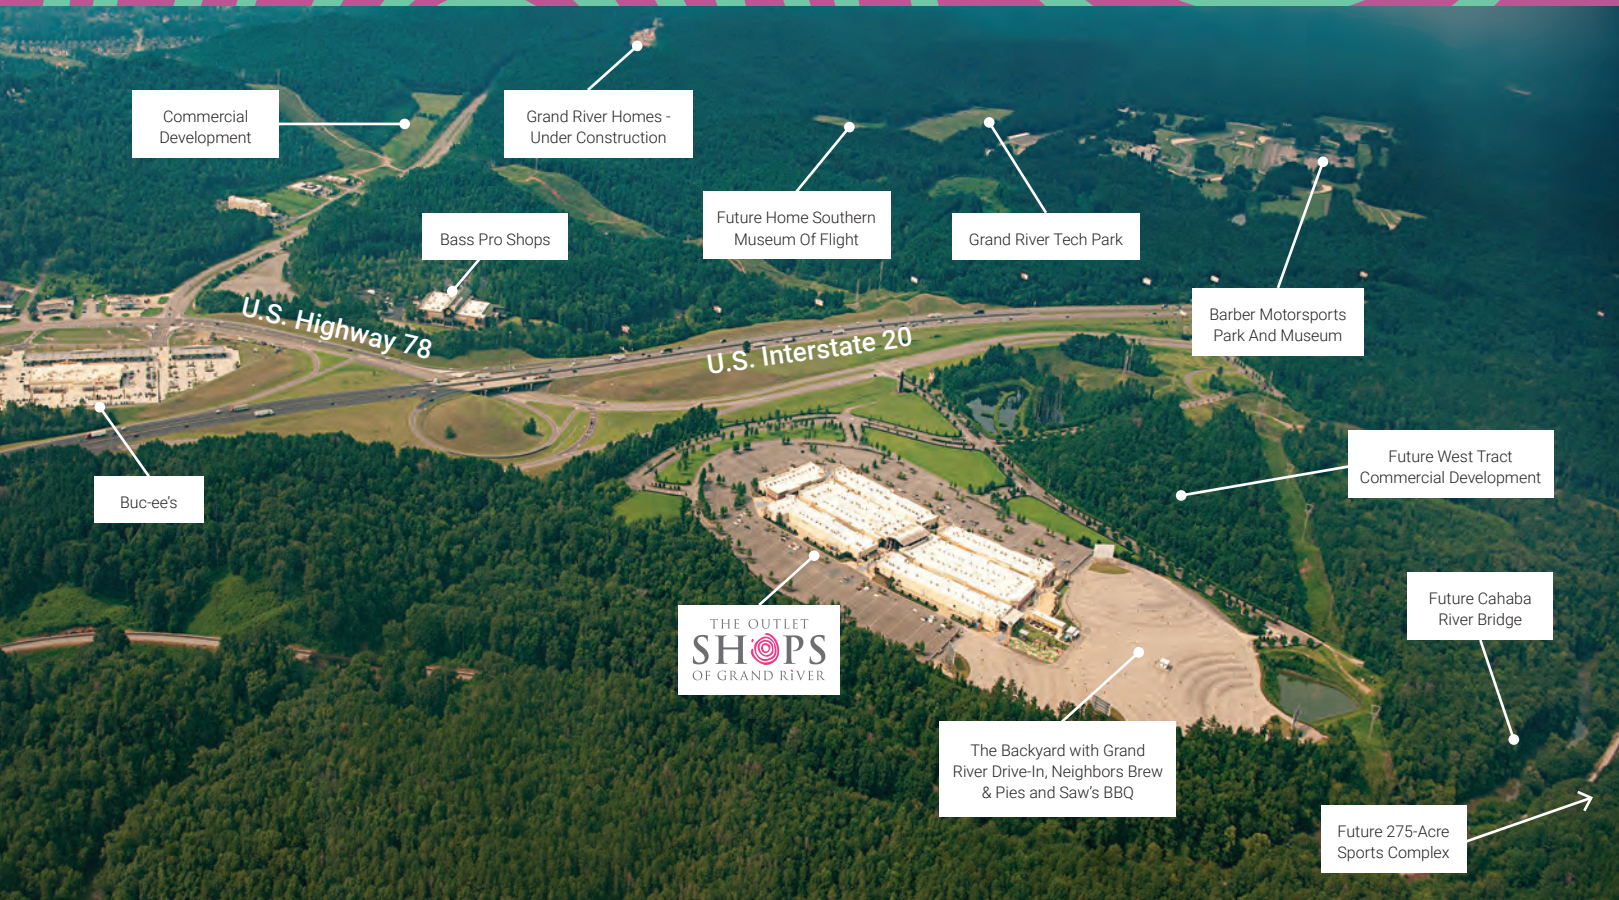 Commercial
Development
Grand River Homes -
Under Construction
Future Home Southern
Museum Of Flight
Bass Pro Shops
Grand River Tech Park
Barber Motorsports
Park And Museum
U.S. Highway 78
U.S. Interstate 20
Buc-ee's
Future West Tract
Commercial Development
Future Cahaba
River Bridge
THE OUTLET
SHOPS
OF GRAND RIVER
The Backyard with Grand
River Drive-In, Neighbors Brew
& Pies and Saw's BBQ
Future 275-Acre
Sports Complex